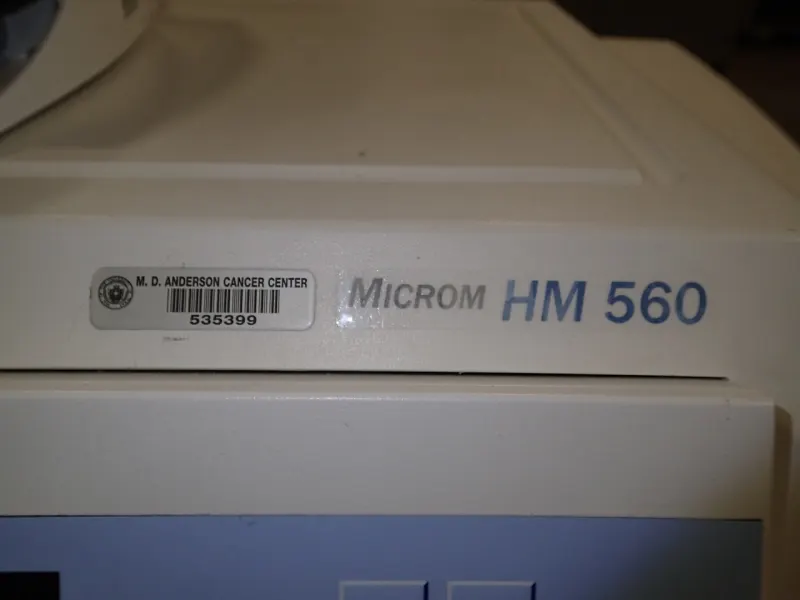 M. D. ANDERSON CANCER CENTER
535399
MICROM HM 560